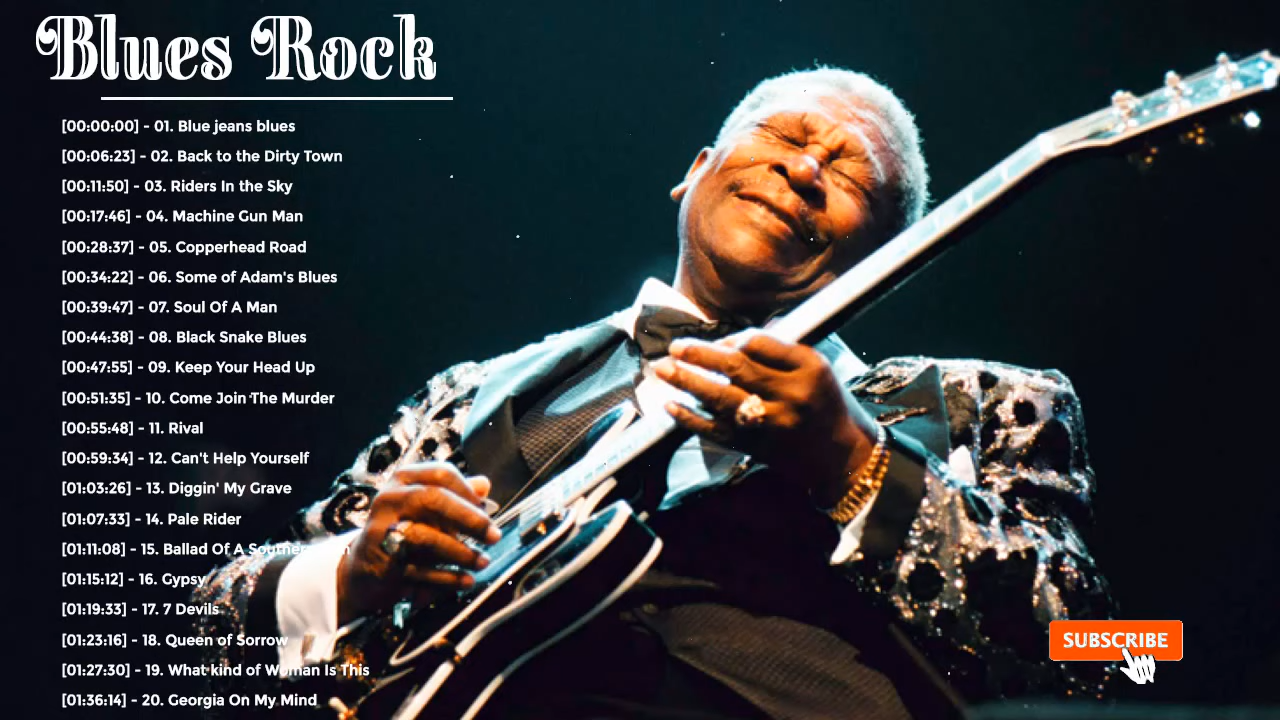 Blues Rock
[00:00:00] - 01. Blue jeans blues
[00:06:23] - 02. Back to the Dirty Town
[00:11:50] - 03. Riders In the Sky
[00:17:46] - 04. Machine Gun Man
[00:28:37] - 05. Copperhead Road
[00:34:22] - 06. Some of Adam's Blues
[00:39:47] - 07. Soul Of A Man
[00:44:38] - 08. Black Snake Blues
[00:47:55] - 09. Keep Your Head Up
[00:51:35] - 10. Come Join The Murder
[00:55:48] - 11. Rival
[00:59:34] - 12. Can't Help Yourself
[01:03:26] - 13. Diggin' My Grave
[01:07:33] - 14. Pale Rider
[01:11:08] - 15. Ballad Of A
[01:15:12] - 16. Gypsy
[01:19:33] - 17. 7 Devils
[01:23:16] - 18. Queen of Sorrow
[01:27:30] - 19. What kind of Woman Is This
[01:36:14] - 20. Georgia On My Mind
SUBSCRIBE